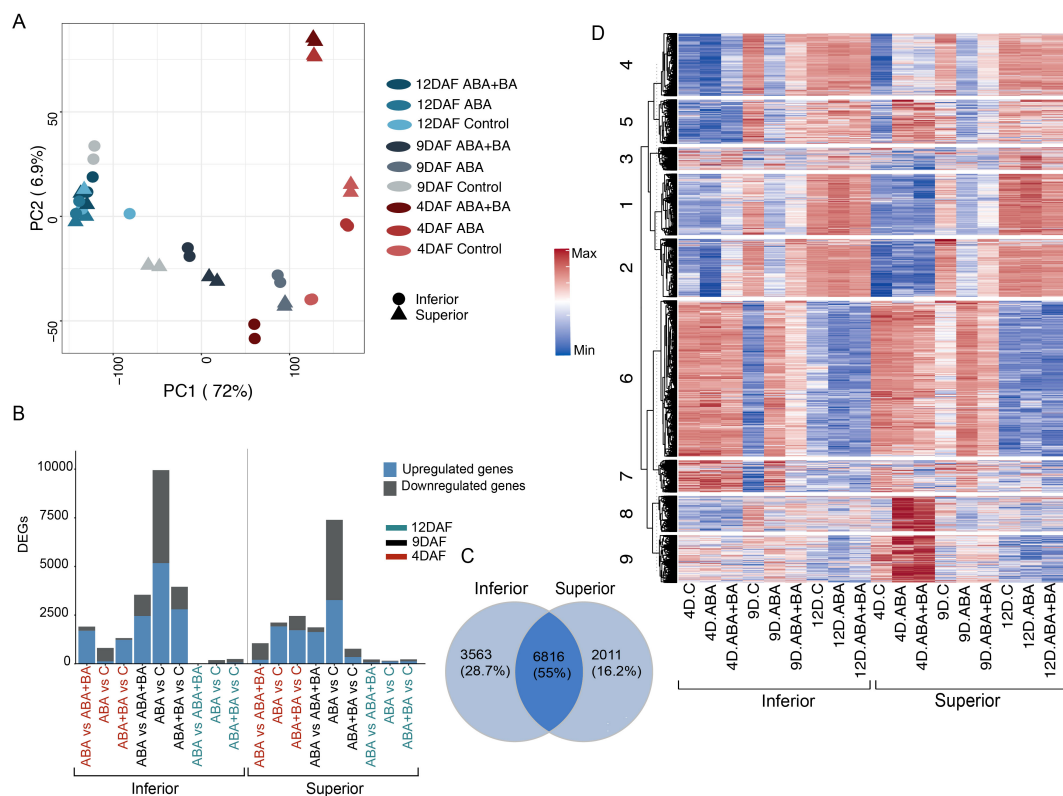 A
PC2 ( 6.99%)
50
0
−50
−100
0
100
PC1 ( 72%)
12DAF ABA+BA
12DAF ABA
12DAF Control
9DAF ABA+BA
9DAF ABA
9DAF Control
4DAF ABA+BA
4DAF ABA
4DAF Control
Inferior
Superior
B
DEGs
10000
7500
5000
2500
0
Upregulated genes
Downregulated genes
12DAF
9DAF
4DAF
ABA vs ABA+BA
ABA vs C
ABA+BA vs C
ABA vs ABA+BA
ABA vs C
ABA+BA vs C
ABA vs ABA+BA
ABA vs C
ABA+BA vs C
ABA vs ABA+BA
ABA vs C
ABA+BA vs C
ABA vs ABA+BA
ABA vs C
ABA+BA vs C
ABA vs ABA+BA
ABA vs C
ABA+BA vs C
Inferior
Superior
C
Inferior
Superior
3563
(28.7%)
6816
(55%)
2011
(16.2%)
D
Max
Min
4
5
3
1
2
6
7
8
9
4D.C
4D.ABA
4D.ABA+BA
9D.C
9D.ABA
9D.ABA+BA
12D.C
12D.ABA
12D.ABA+BA
4D.C
4D.ABA
4D.ABA+BA
9D.C
9D.ABA
9D.ABA+BA
12D.C
12D.ABA
12D.ABA+BA
Inferior
Superior